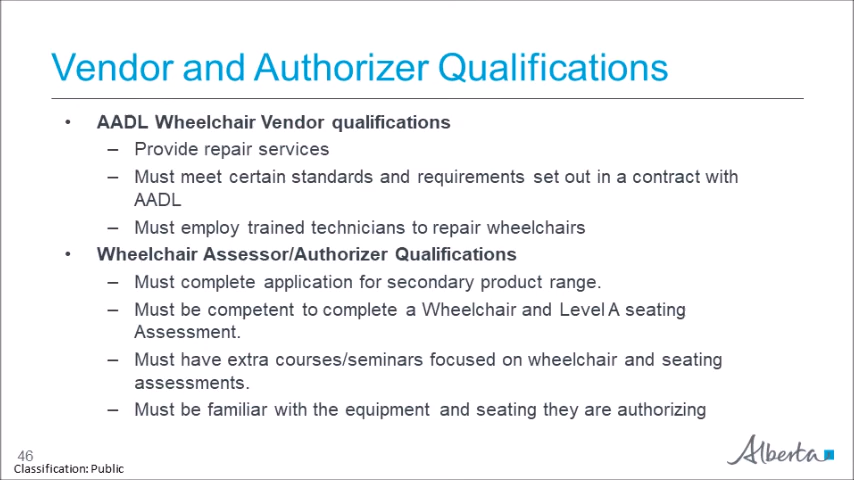 Vendor and Authorizer Qualifications
• AADL Wheelchair Vendor qualifications
– Provide repair services
– Must meet certain standards and requirements set out in a contract with
AADL
– Must employ trained technicians to repair wheelchairs
• Wheelchair Assessor/Authorizer Qualifications
– Must complete application for secondary product range.
– Must be competent to complete a Wheelchair and Level A seating
Assessment.
– Must have extra courses/seminars focused on wheelchair and seating
assessments.
– Must be familiar with the equipment and seating they are authorizing
46
Classification: Public
Alberta